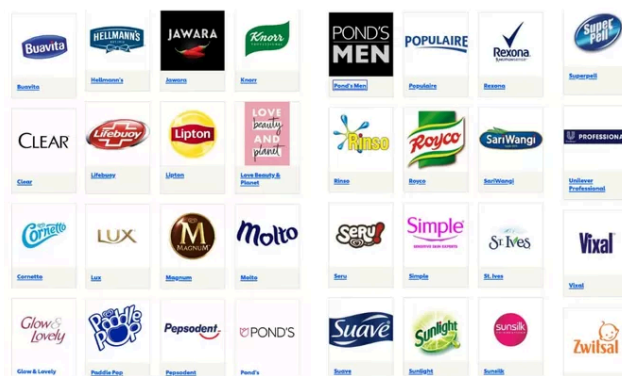 Buavita
Buavita
HELLMANN'S
Hellmann's
JAWARA
Jawara
Knorr
PROFESSIONAL
Knorr
POND'S
MEN
Pond's Men
POPULAIRE
Populaire
Rexona
Rexona
Super
Pell
Superpell
CLEAR
Clear
Lifebuoy
Lifebuoy
Lipton
Lipton
LOVE
beauty
AND
planet
Love Beauty &
Planet
Rinso
Rinso
Royco
Royco
SariWangi
SariWangi
PROFESSIONA
Unilever
Professional
Cornetto
Cornetto
LUX
Lux
M
MAGNUM
Magnum
Molto
Molto
SeRU!
Seru
Simple
SENSITIVE SKIN EXPERTS
Simple
St. Ives
St. Ives
Vixal
Vixal
Glow &
Lovely
Glow & Lovely
Paddle
Pop
Paddle Pop
Pepsodent
Pepsodent
POND'S
Pond's
Suave
Suave
Sunlight
Sunlight
sunsilk
Sunsilk
Zwitsal